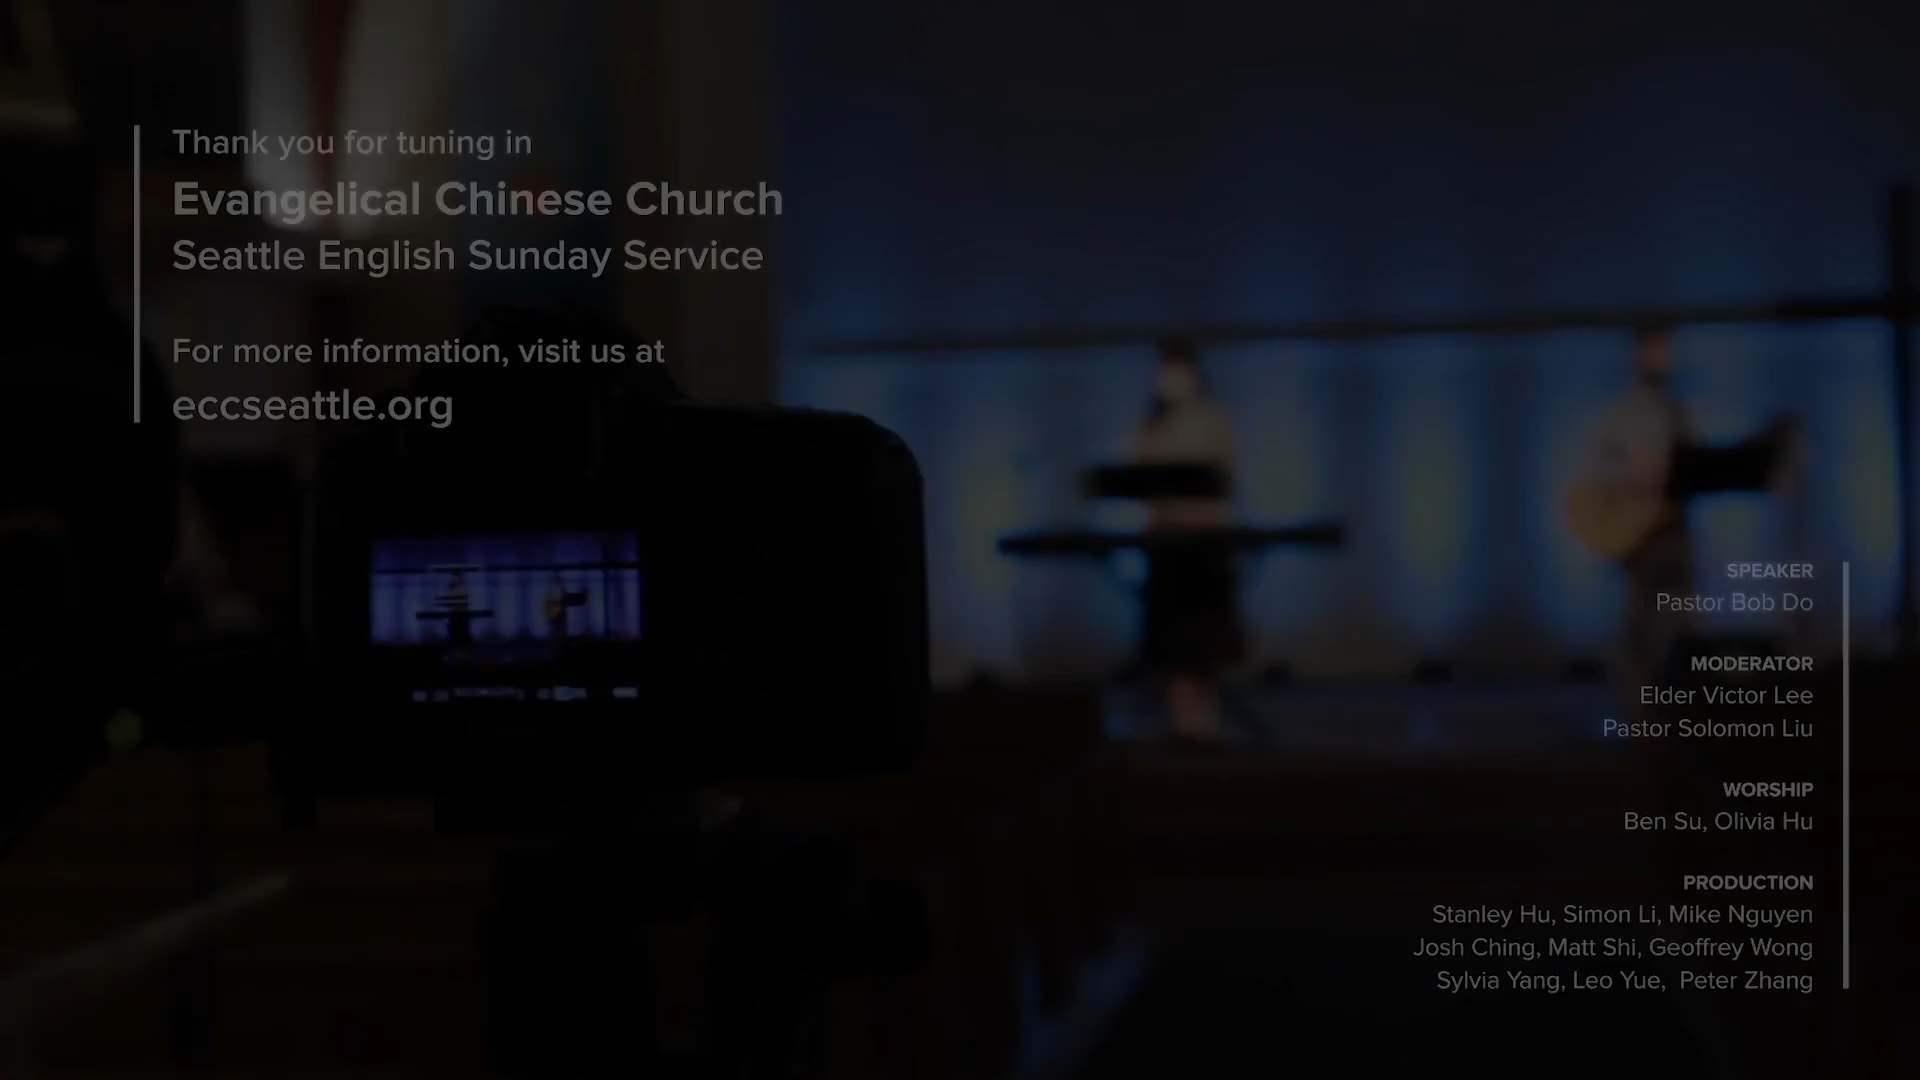 Thank you for tuning in
Evangelical Chinese Church
Seattle English Sunday Service
For more information, visit us at
eccseattle.org
SPEAKER
Pastor Bob Do
MODERATOR
Elder Victor Lee
Pastor Solomon Liu
WORSHIP
Ben Su, Olivia Hu
PRODUCTION
Stanley Hu, Simon Li, Mike Nguyen
Josh Ching, Matt Shi, Geoffrey Wong
Sylvia Yang, Leo Yue, Peter Zhang